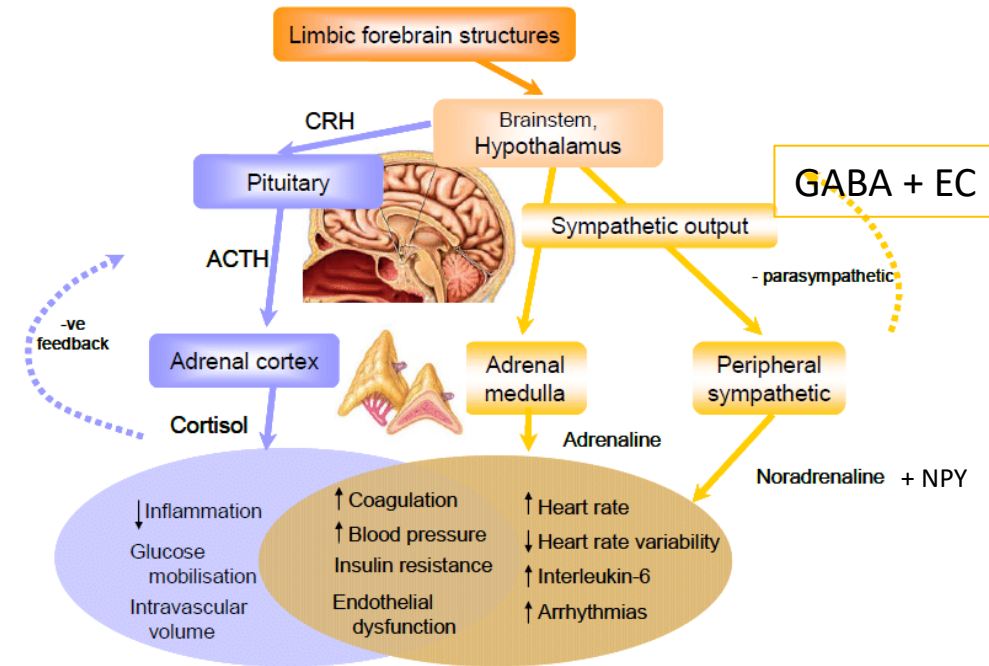 Limbic forebrain structures
CRH
Brainstem,
Hypothalamus
Pituitary
GABA + EC
Sympathetic output
ACTH
- parasympathetic
-ve
feedback
Adrenal cortex
Adrenal
medulla
Peripheral
sympathetic
Cortisol
Adrenaline
Noradrenaline + NPY
↓ Inflammation
Glucose
mobilisation
Intravascular
volume
↑ Coagulation
↑ Blood pressure
Insulin resistance
Endothelial
dysfunction
↑ Heart rate
↓ Heart rate variability
↑ Interleukin-6
↑ Arrhythmias